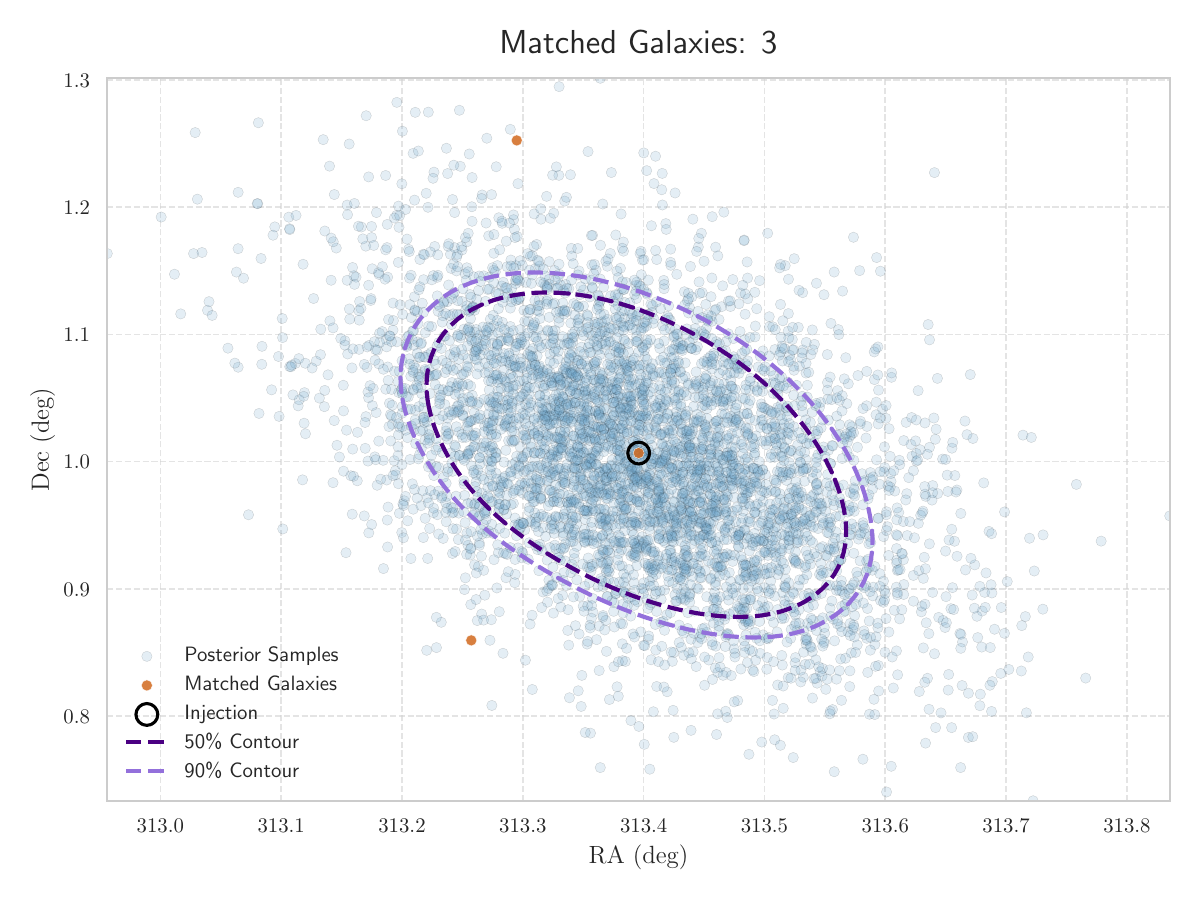 Matched Galaxies: 3
1.3
1.2
1.1
1.0
0.9
0.8
Dec (deg)
Posterior Samples
Matched Galaxies
Injection
50% Contour
90% Contour
313.0 313.1 313.2 313.3 313.4 313.5 313.6 313.7 313.8
RA (deg)